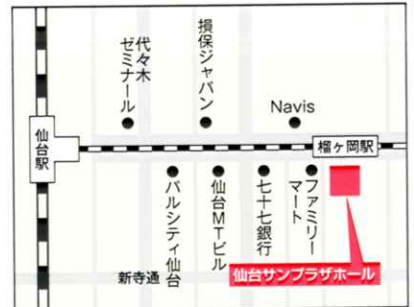 代々木
ゼミナール
損保ジャパン
Navis
仙台駅
榴ヶ岡駅
パルシティ仙台
仙台MTビル
七十七銀行
ファミリー
マート
新寺通
仙台サンプラザホール